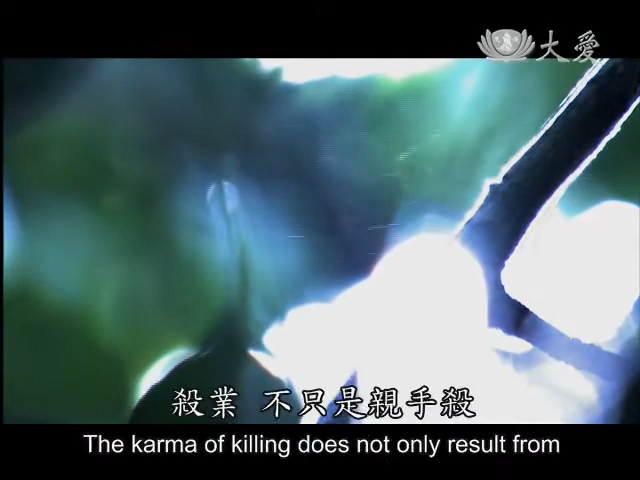 大愛
殺業 不只是親手殺
The karma of killing does not only result from